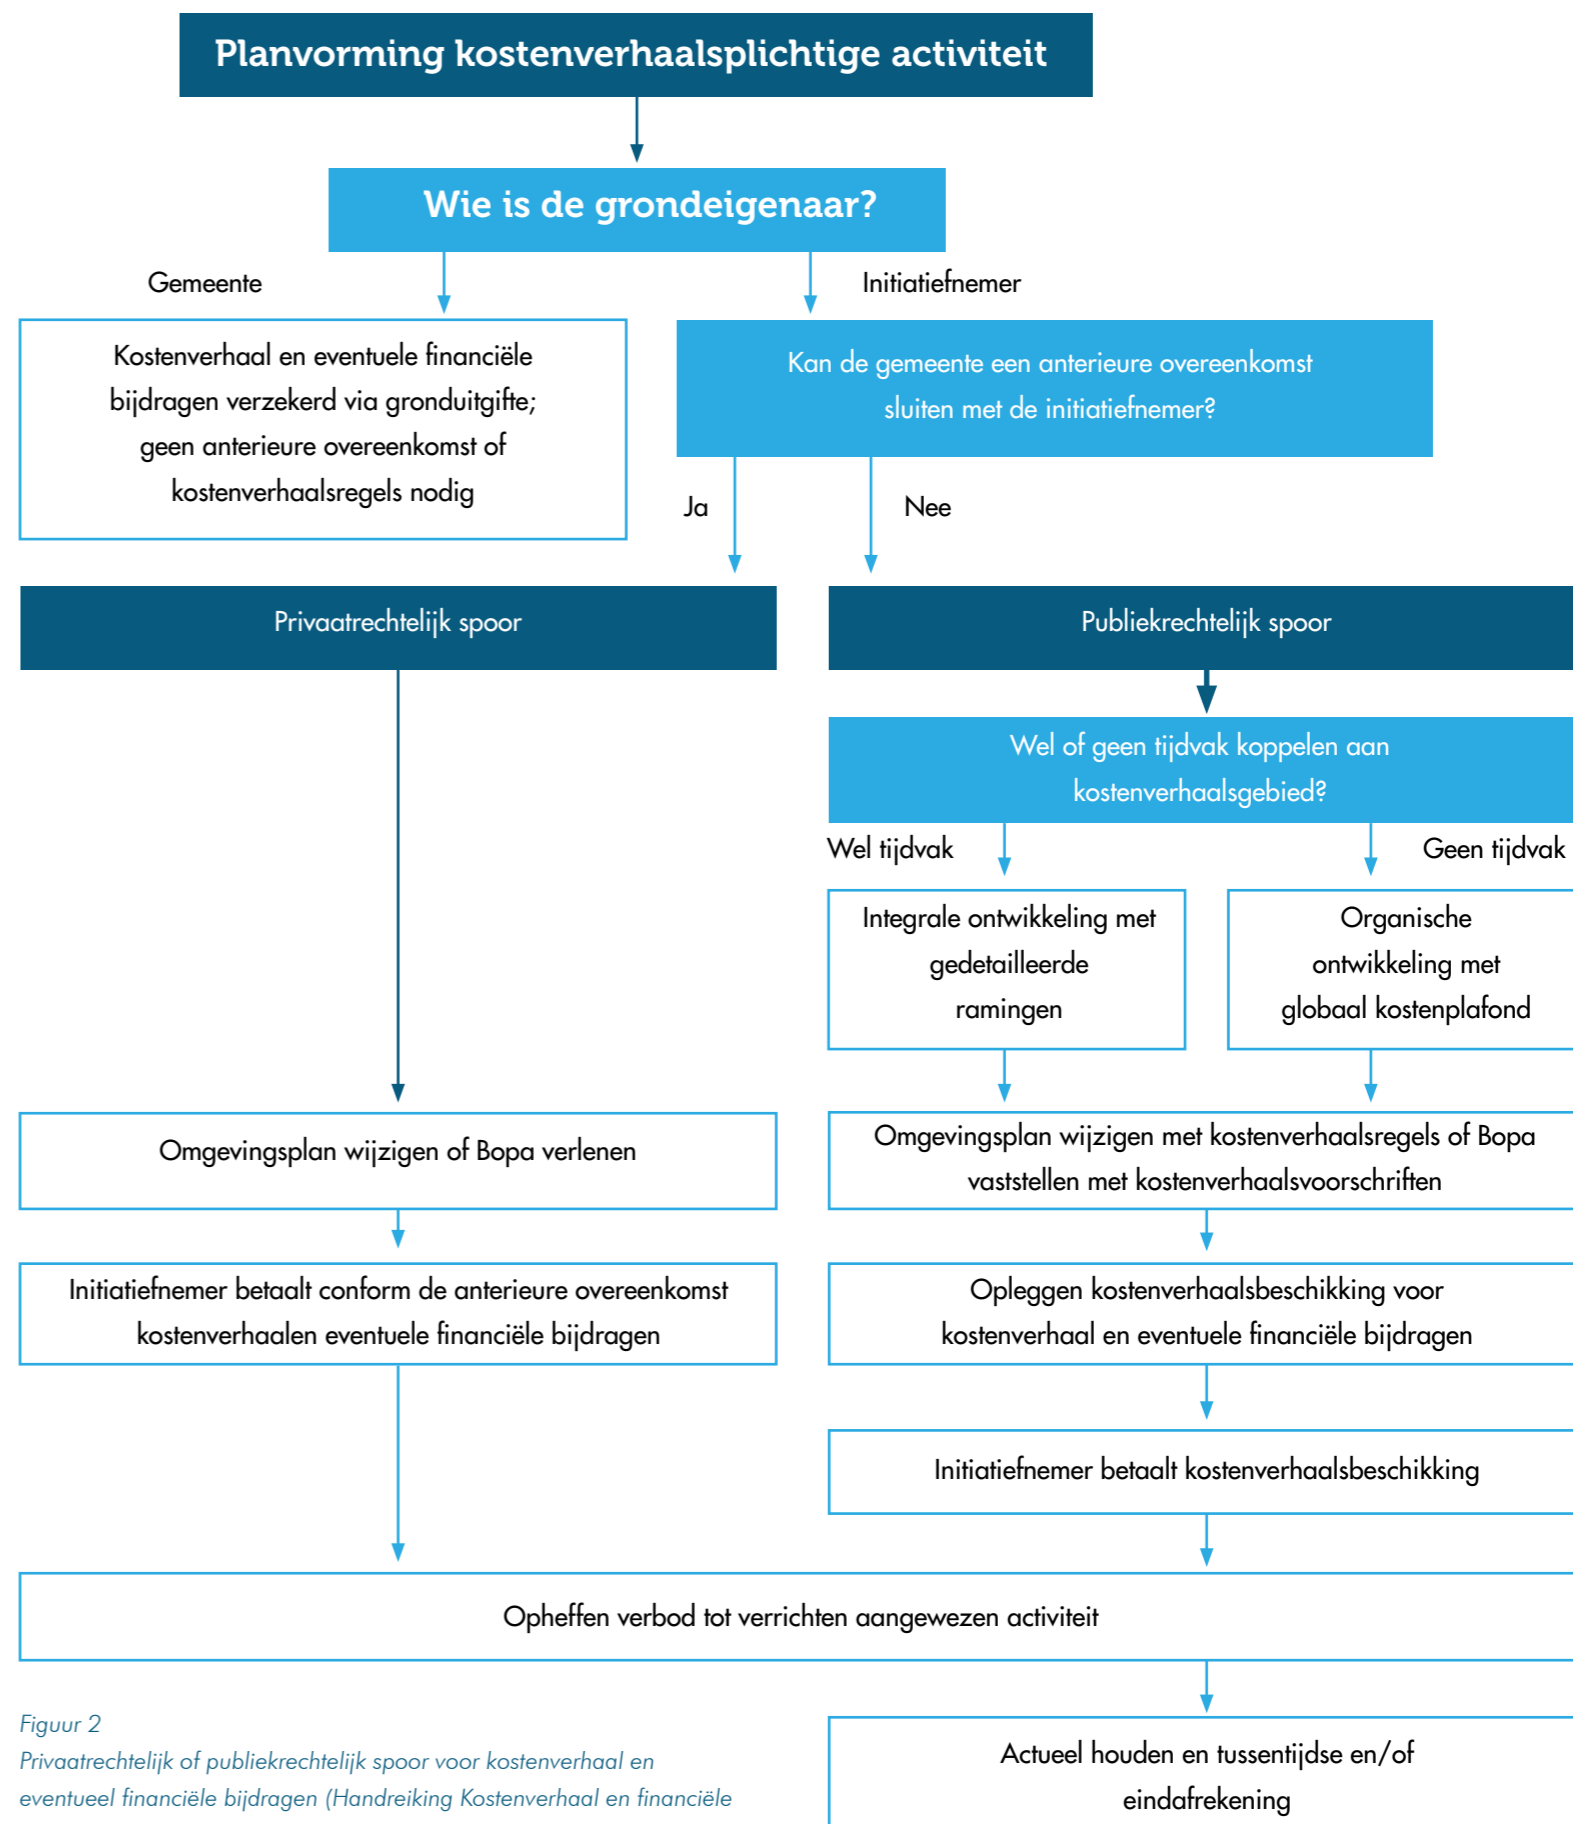 Planvorming kostenverhaalsplichtige activiteit
Wie is de grondeigenaar?
Gemeente
Initiatiefnemer
Kostenverhaal en eventuele financiële
bijdragen verzekerd via gronduitgifte;
geen anterieure overeenkomst of
kostenverhaalsregels nodig
Kan de gemeente een anterieure overeenkomst
sluiten met de initiatiefnemer?
Ja
Nee
Privaatrechtelijk spoor
Publiekrechtelijk spoor
Wel of geen tijdvak koppelen aan
kostenverhaalsgebied?
Wel tijdvak
Geen tijdvak
Integrale ontwikkeling met
gedetailleerde
ramingen
Organische
ontwikkeling met
globaal kostenplafond
Omgevingsplan wijzigen of Bopa verlenen
Omgevingsplan wijzigen met kostenverhaalsregels of Bopa
vaststellen met kostenverhaalsvoorschriften
Initiatiefnemer betaalt conform de anterieure overeenkomst
kostenverhaalen eventuele financiële bijdragen
Opleggen kostenverhaalsbeschikking voor
kostenverhaal en eventuele financiële bijdragen
Initiatiefnemer betaalt kostenverhaalsbeschikking
Opheffen verbod tot verrichten aangewezen activiteit
Actueel houden en tussentijdse en/of
eindafrekening
Figuur 2
Privaatrechtelijk of publiekrechtelijk spoor voor kostenverhaal en
eventueel financiële bijdragen (Handreiking Kostenverhaal en financiële